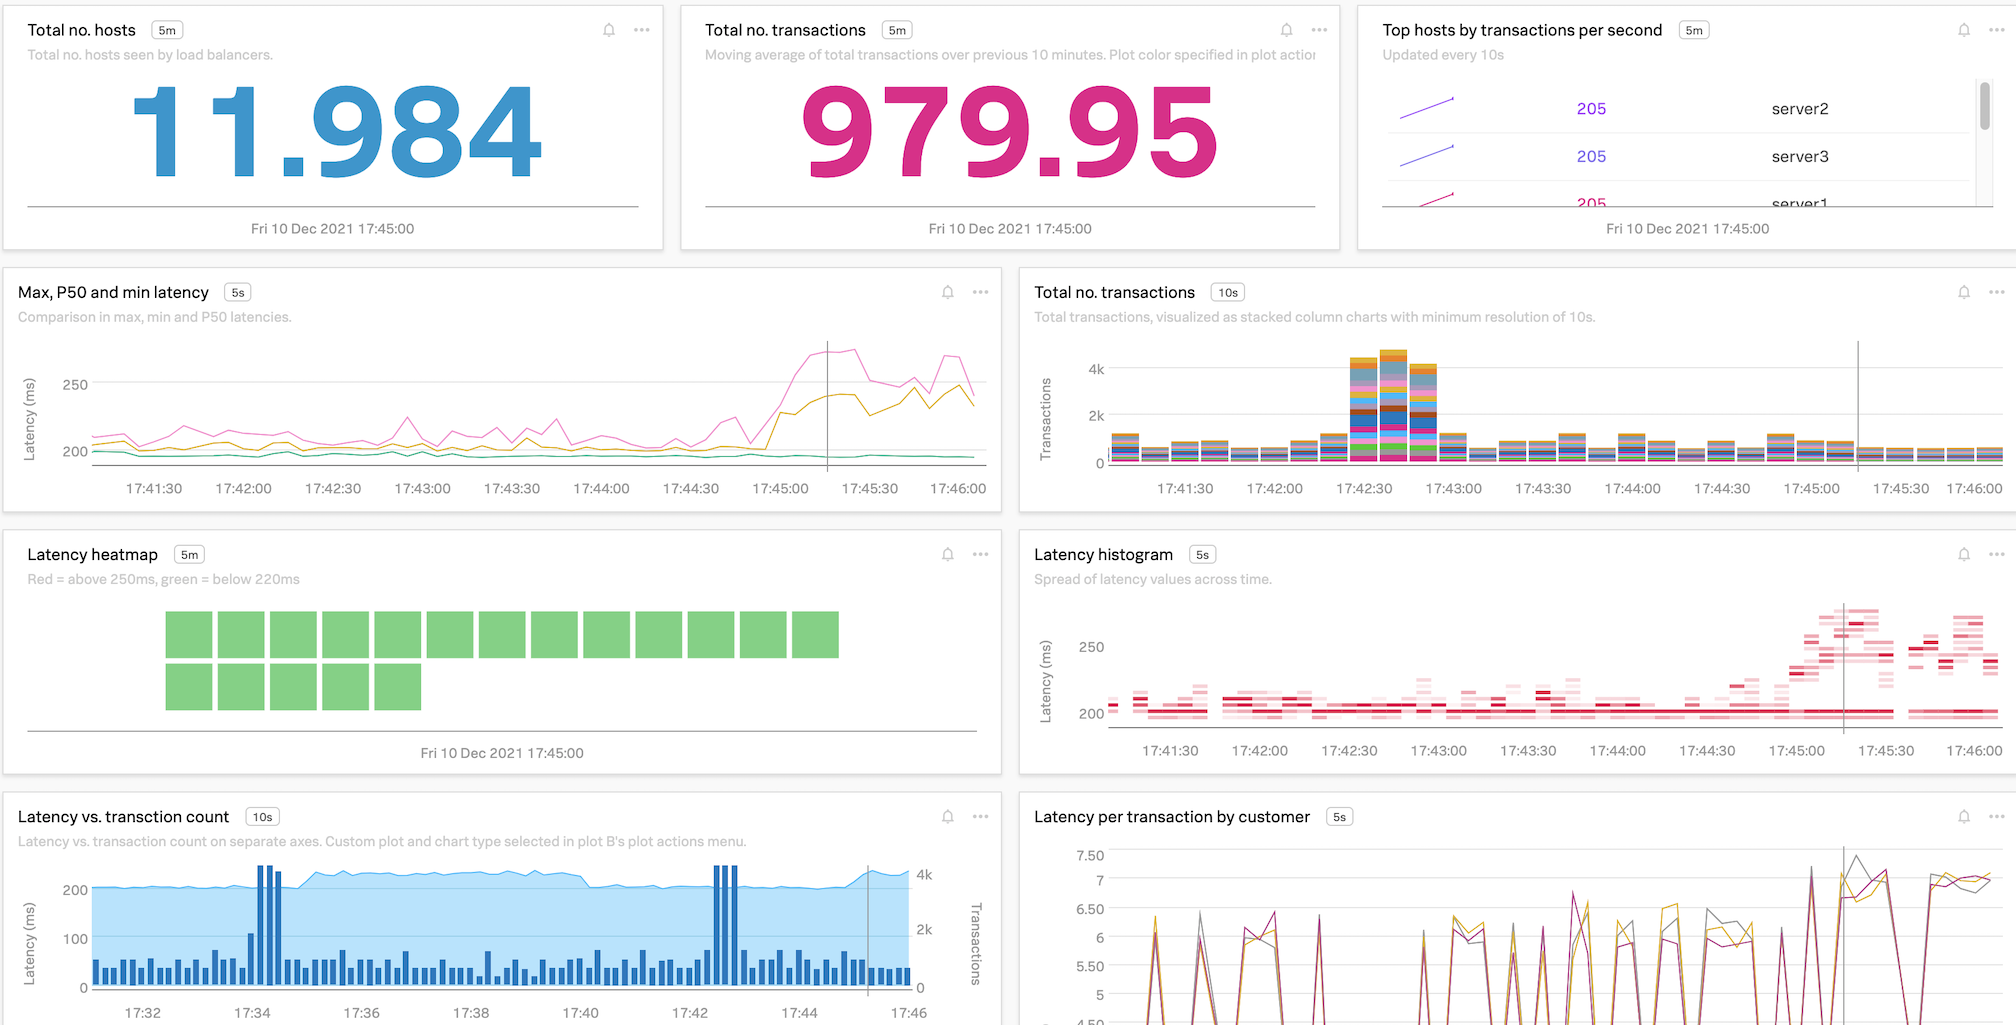 Total no. hosts 5m
Total no. hosts seen by load balancers.
11.984
Fri 10 Dec 2021 17:45:00
Total no. transactions 5m
Moving average of total transactions over previous 10 minutes. Plot color specified in plot action
979.95
Fri 10 Dec 2021 17:45:00
Top hosts by transactions per second 5m
Updated every 10s
205 server2
205 server3
205 server1
Fri 10 Dec 2021 17:45:00
Max, P50 and min latency 5s
Comparison in max, min and P50 latencies.
Latency (ms)
250
200
17:41:30 17:42:00 17:42:30 17:43:00 17:43:30 17:44:00 17:44:30 17:45:00 17:45:30 17:46:00
Total no. transactions 10s
Total transactions, visualized as stacked column charts with minimum resolution of 10s.
Transactions
4k
2k
0
17:41:30 17:42:00 17:42:30 17:43:00 17:43:30 17:44:00 17:44:30 17:45:00 17:45:30 17:46:00
Latency heatmap 5m
Red = above 250ms, green = below 220ms
Fri 10 Dec 2021 17:45:00
Latency histogram 5s
Spread of latency values across time.
Latency (ms)
250
200
17:41:30 17:42:00 17:42:30 17:43:00 17:43:30 17:44:00 17:44:30 17:45:00 17:45:30 17:46:00
Latency vs. transction count 10s
Latency vs. transaction count on separate axes. Custom plot and chart type selected in plot B's plot actions menu.
Latency (ms)
200
100
0
4k
2k
0
Transactions
17:32 17:34 17:36 17:38 17:40 17:42 17:44 17:46
Latency per transaction by customer 5s
7.50
7
6.50
6
5.50
5
4.50